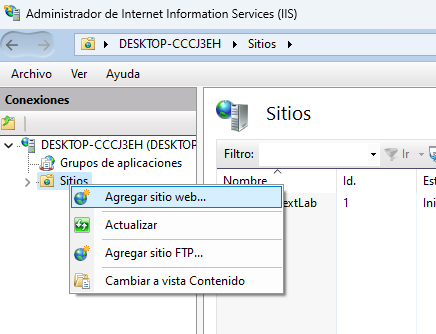 Administrador de Internet Information Services (IIS)
DESKTOP-CCCJ3EH
Sitios
Archivo
Ver
Ayuda
Conexiones
DESKTOP-CCCJ3EH (DESKTOP
Grupos de aplicaciones
Sitios
Agregar sitio web...
Actualizar
Agregar sitio FTP...
Cambiar a vista Contenido
Sitios
Filtro:
Ir
Nombre
Id.
Est
extLab
1
Ini